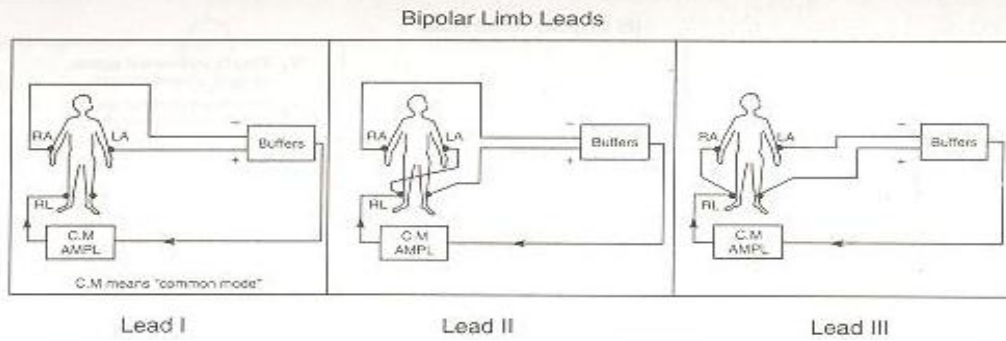 Bipolar Limb Leads
RA
LA
−
+
Buffers
RL
C.M
AMPL
C.M means "common mode"
Lead I
RA
LA
−
+
Buffers
RL
C.M
AMPL
Lead II
RA
LA
−
+
Buffers
RL
C.M
AMPL
Lead III